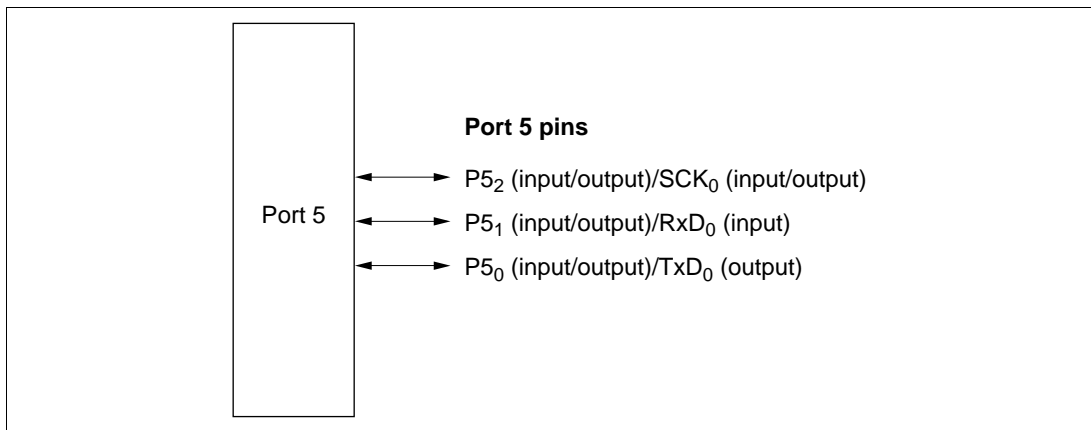 Port 5 pins
P5₂ (input/output)/SCK₀ (input/output)
Port 5
P5₁ (input/output)/RxD₀ (input)
P5₀ (input/output)/TxD₀ (output)